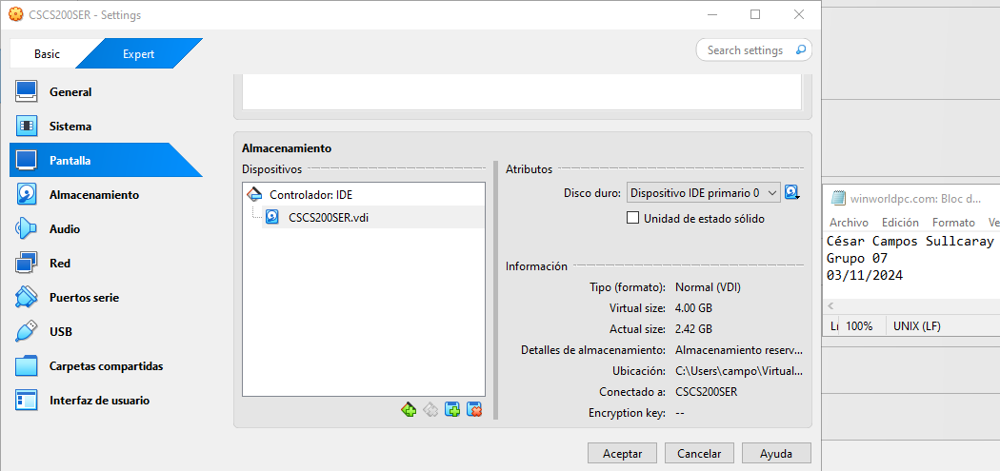 CSCS200SER - Settings
Basic
Expert
Search settings
General
Sistema
Pantalla
Almacenamiento
Audio
Red
Puertos serie
USB
Carpetas compartidas
Interfaz de usuario
Almacenamiento
Dispositivos
Controlador: IDE
CSCS200SER.vdi
Atributos
Disco duro: Dispositivo IDE primario 0
Unidad de estado sólido
Información
Tipo (formato): Normal (VDI)
Virtual size: 4.00 GB
Actual size: 2.42 GB
Detalles de almacenamiento: Almacenamiento reserv...
Ubicación: C:\Users\campo\Virtual...
Conectado a: CSCS200SER
Encryption key: --
Aceptar
Cancelar
Ayuda
winworldpc.com: Bloc d...
Archivo Edición Formato Ve
César Campos Sullcaray
Grupo 07
03/11/2024
100% UNIX (LF)